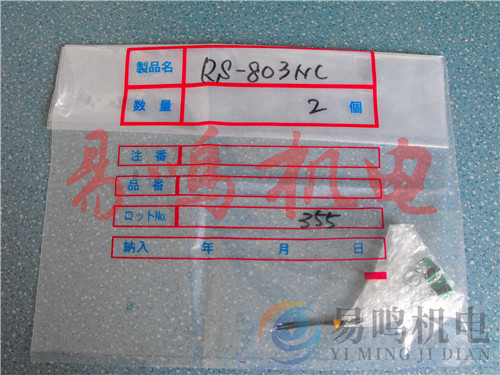 製品名 RS-803NC
数量 2 個
注番
品番
ロットNo. 355
納入 年 月 日
易鸣机电
易鸣机电
YI MING JI DIAN